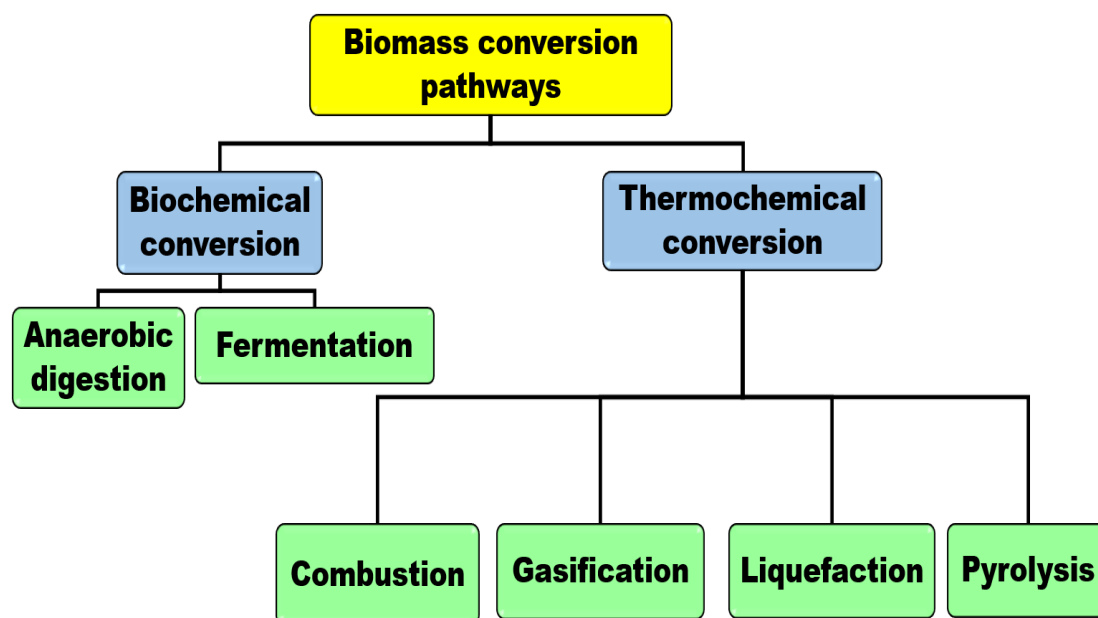 Biomass conversion
pathways
Biochemical
conversion
Thermochemical
conversion
Anaerobic
digestion
Fermentation
Combustion
Gasification
Liquefaction
Pyrolysis